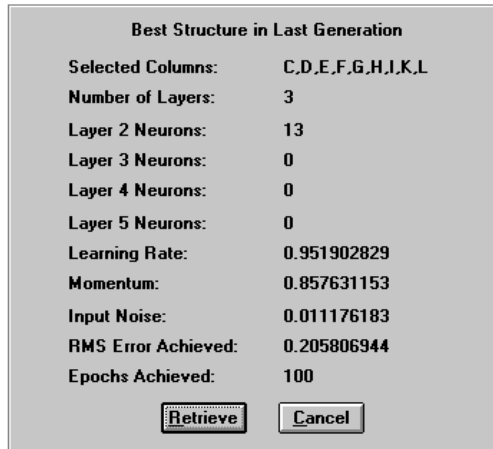 Best Structure in Last Generation
Selected Columns: C,D,E,F,G,H,I,K,L
Number of Layers: 3
Layer 2 Neurons: 13
Layer 3 Neurons: 0
Layer 4 Neurons: 0
Layer 5 Neurons: 0
Learning Rate: 0.951902829
Momentum: 0.857631153
Input Noise: 0.011176183
RMS Error Achieved: 0.205806944
Epochs Achieved: 100
Retrieve Cancel